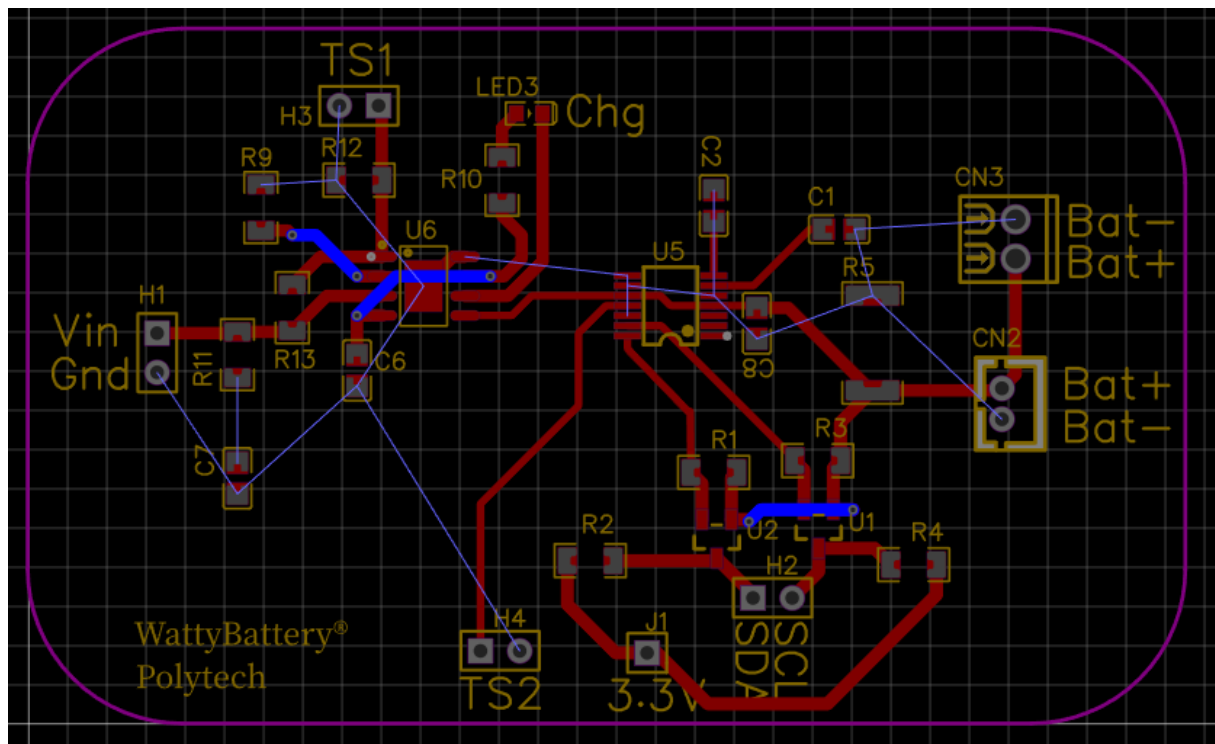 TS1
H3
LED3
Chg
R12
R9
R10
C2
C1
CN3
Bat-
Bat+
U6
U5
R5
H1
Vin
Gnd
R11
R13
C6
C8
CN2
Bat+
Bat-
C7
R1
R3
U2
U1
R2
R4
H2
H4
J1
SDA
SCL
TS2
3.3V
WattyBattery®
Polytech